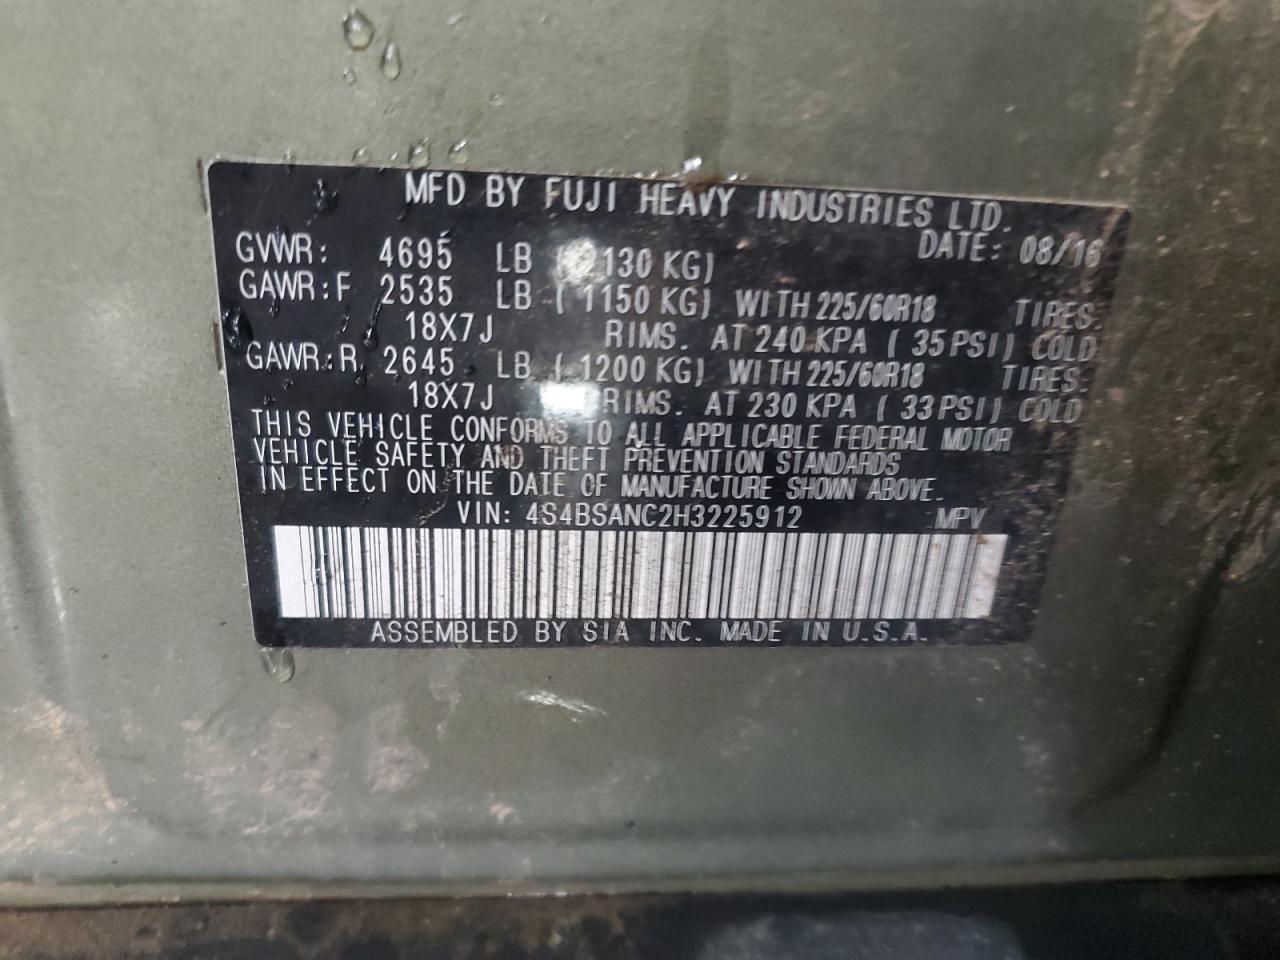 MFD BY FUJI HEAVY INDUSTRIES LTD.
DATE: 08/16
GVWR: 4695 LB ( 130 KG)
GAWR:F 2535 LB ( 1150 KG) WITH 225/60R18 TIRES.
18X7J RIMS. AT 240 KPA ( 35 PSI) COLD
GAWR:R 2645 LB ( 1200 KG) WITH 225/60R18 TIRES.
18X7J RIMS. AT 230 KPA ( 33 PSI) COLD
THIS VEHICLE CONFORMS TO ALL APPLICABLE FEDERAL MOTOR
VEHICLE SAFETY AND THEFT PREVENTION STANDARDS
IN EFFECT ON THE DATE OF MANUFACTURE SHOWN ABOVE.
VIN: 4S4BSANC2H3225912 MPV
ASSEMBLED BY SIA INC. MADE IN U.S.A.